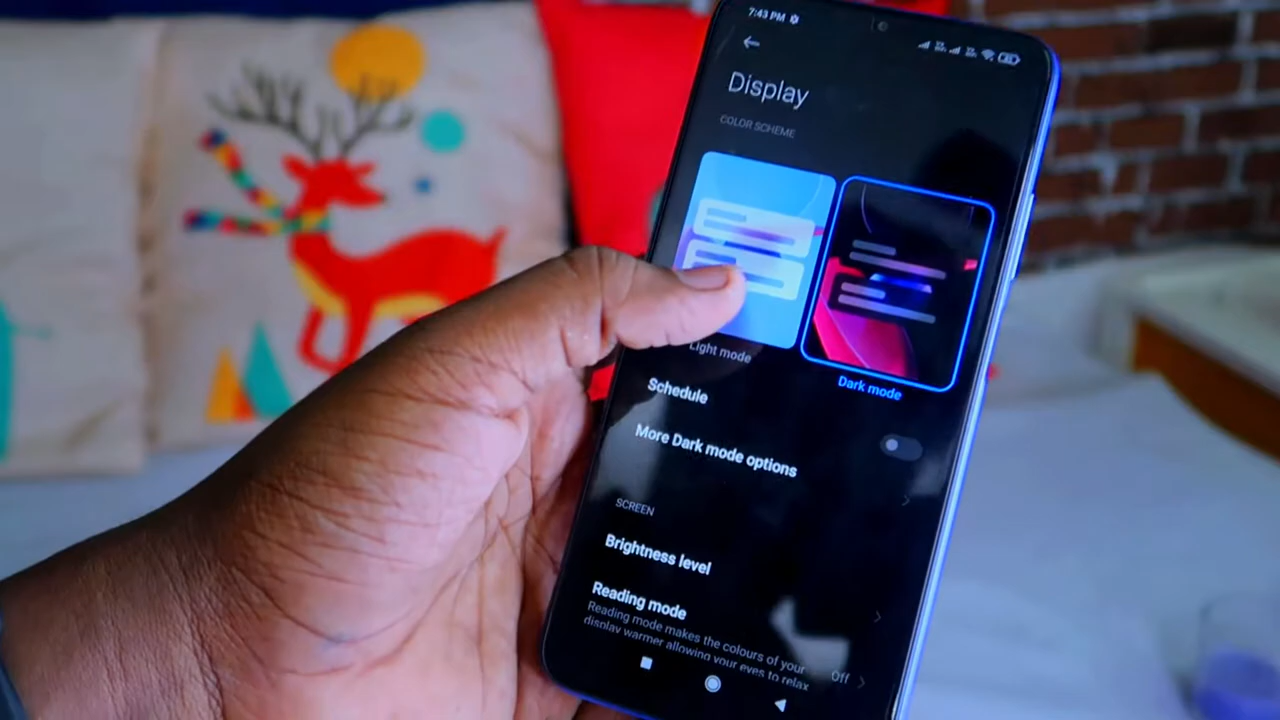 7:43 PM
Display
COLOR SCHEME
Light mode
Dark mode
Schedule
More Dark mode options
SCREEN
Brightness level
Reading mode
Reading mode makes the colours of your
display warmer allowing your eyes to relax
Off